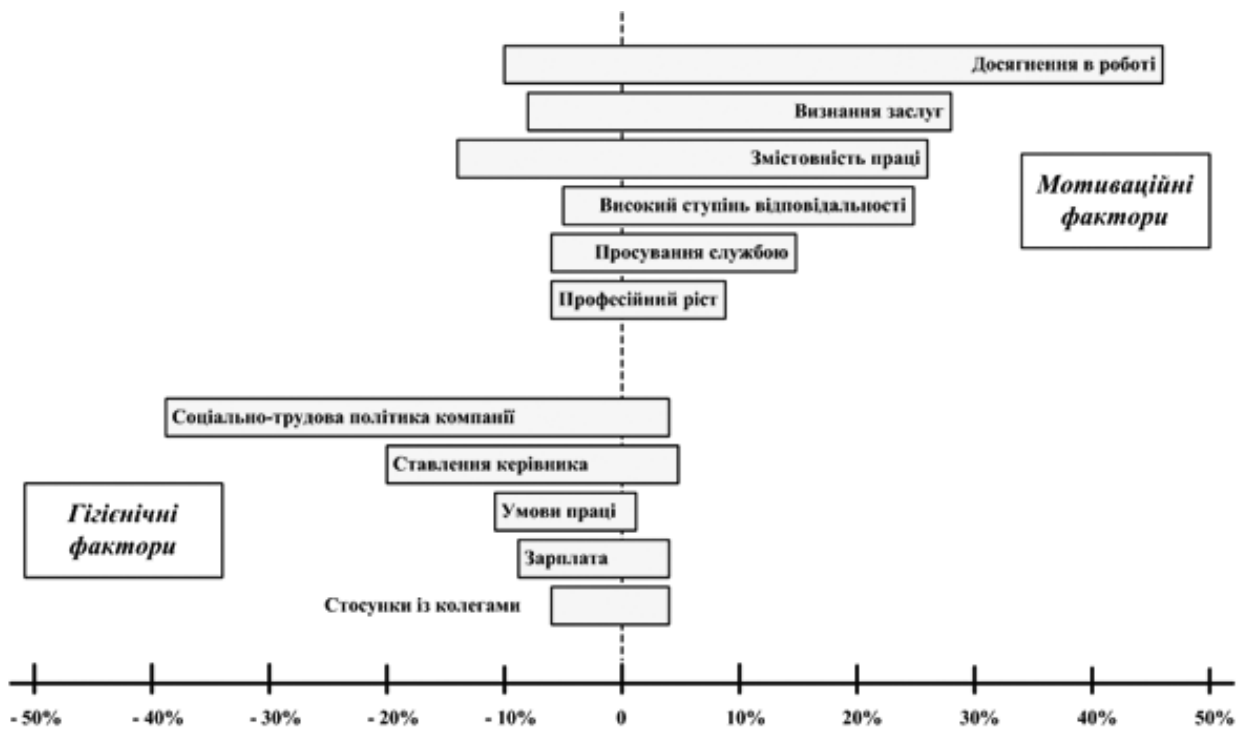 Досягнення в роботі
Визнання заслуг
Змістовність праці
Мотиваційні
фактори
Високий ступінь відповідальності
Просування службою
Професійний ріст
Соціально-трудова політика компанії
Ставлення керівника
Гігієнічні
фактори
Умови праці
Зарплата
Стосунки із колегами
- 50% - 40% - 30% - 20% - 10% 0 10% 20% 30% 40% 50%